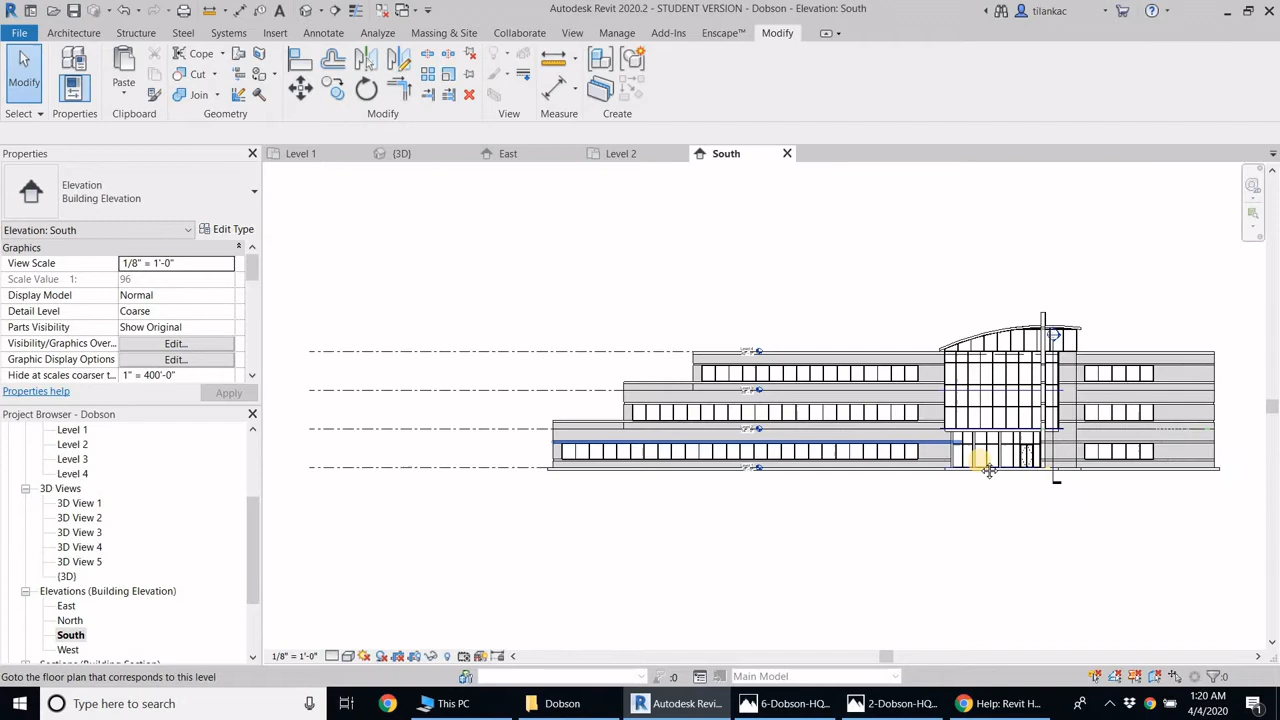 Autodesk Revit 2020.2 - STUDENT VERSION - Dobson - Elevation: South
tilankac
File
Architecture
Structure
Steel
Systems
Insert
Annotate
Analyze
Massing & Site
Collaborate
View
Manage
Add-Ins
Enscape™
Modify
Modify
Properties
Paste
Cope
Cut
Join
Select
Properties
Clipboard
Geometry
Modify
View
Measure
Create
Properties
Level 1
{3D}
East
Level 2
South
Elevation
Building Elevation
Elevation: South
Edit Type
Graphics
View Scale
1/8" = 1'-0"
Scale Value 1:
96
Display Model
Normal
Detail Level
Coarse
Parts Visibility
Show Original
Visibility/Graphics Over...
Edit...
Graphic Display Options
Edit...
Hide at scales coarser t...
1" = 400'-0"
Properties help
Apply
Project Browser - Dobson
Level 1
Level 2
Level 3
Level 4
3D Views
3D View 1
3D View 2
3D View 3
3D View 4
3D View 5
{3D}
Elevations (Building Elevation)
East
North
South
West
Sections (Building Section)
1/8" = 1'-0"
Goto the floor plan that corresponds to this level
:0
Main Model
:0
Type here to search
This PC
Dobson
Autodesk Revi...
6-Dobson-HQ...
2-Dobson-HQ...
Help: Revit H...
1:20 AM
4/4/2020